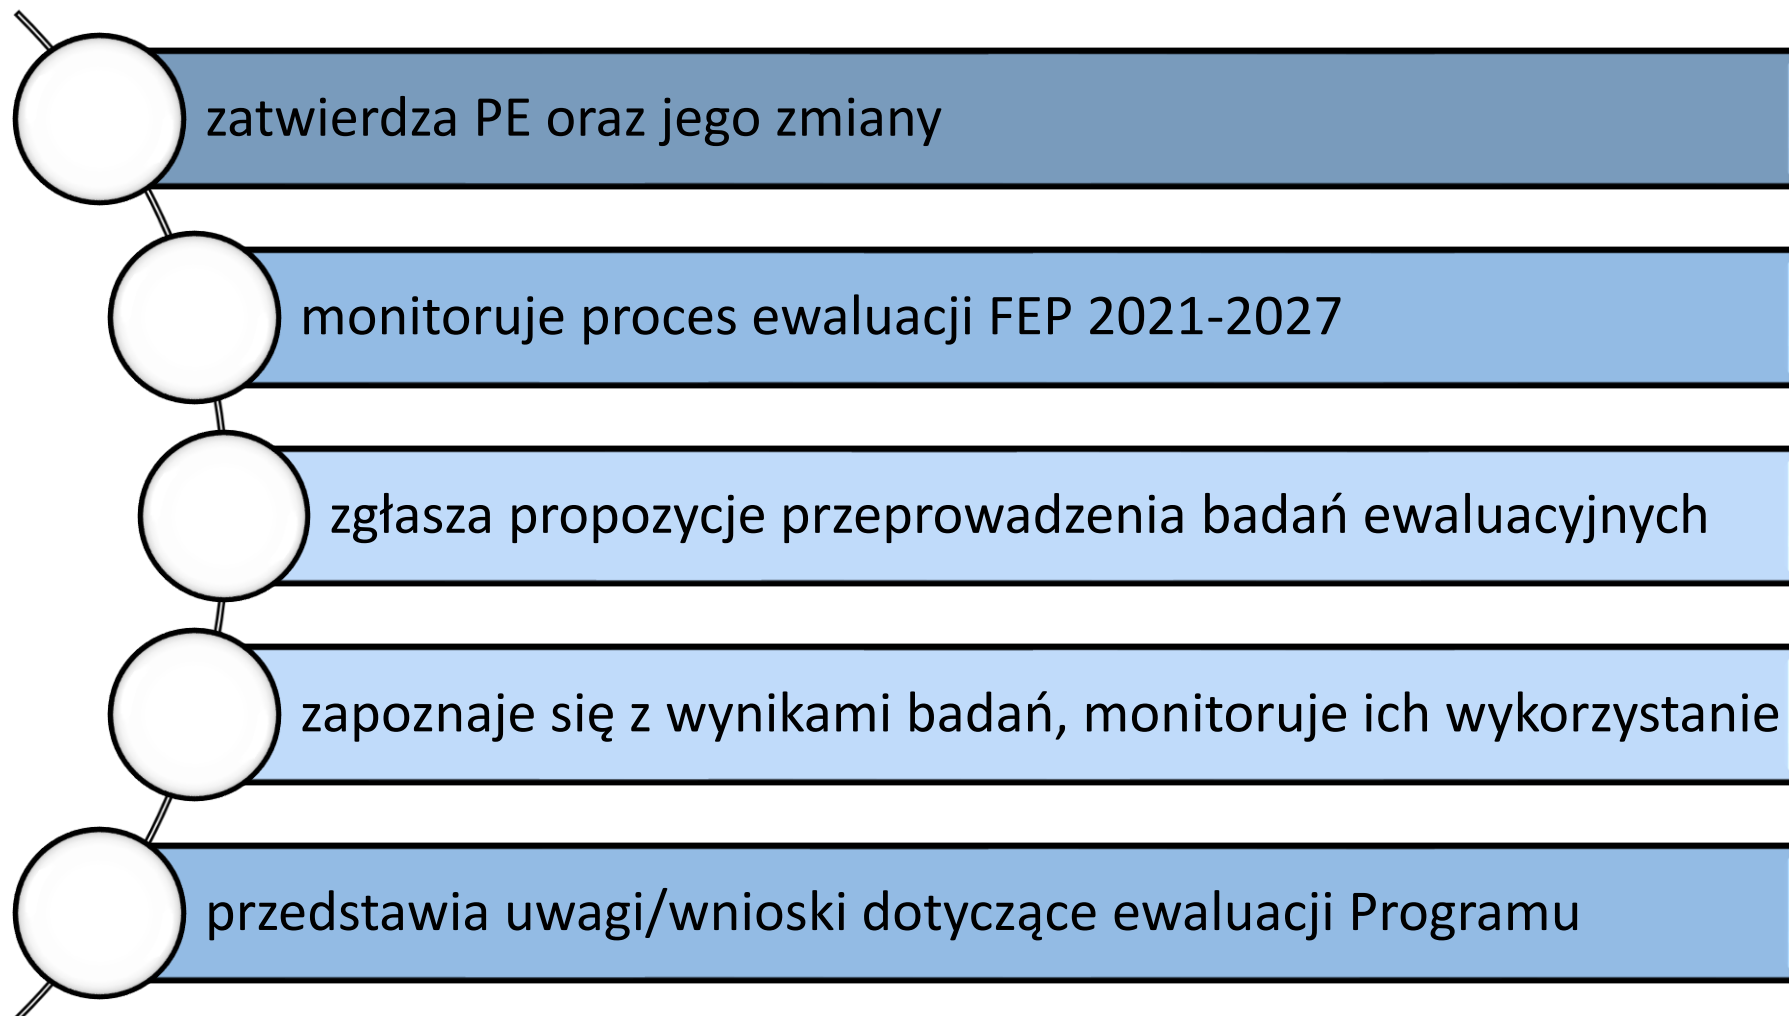 zatwierdza PE oraz jego zmiany
monitoruje proces ewaluacji FEP 2021-2027
zgłasza propozycje przeprowadzenia badań ewaluacyjnych
zapoznaje się z wynikami badań, monitoruje ich wykorzystanie
przedstawia uwagi/wnioski dotyczące ewaluacji Programu